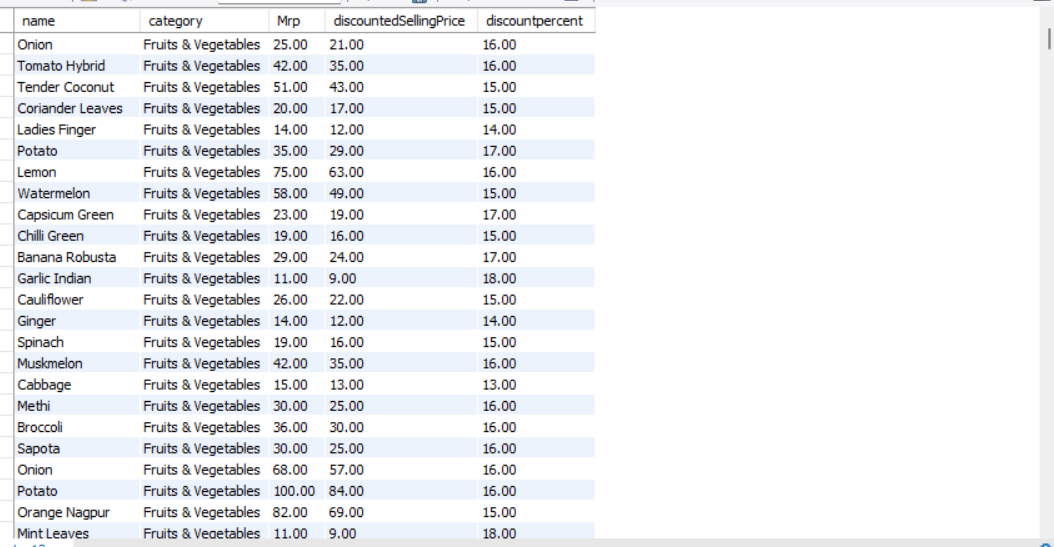 name category Mrp discountedSellingPrice discountpercent
Onion Fruits & Vegetables 25.00 21.00 16.00
Tomato Hybrid Fruits & Vegetables 42.00 35.00 16.00
Tender Coconut Fruits & Vegetables 51.00 43.00 15.00
Coriander Leaves Fruits & Vegetables 20.00 17.00 15.00
Ladies Finger Fruits & Vegetables 14.00 12.00 14.00
Potato Fruits & Vegetables 35.00 29.00 17.00
Lemon Fruits & Vegetables 75.00 63.00 16.00
Watermelon Fruits & Vegetables 58.00 49.00 15.00
Capsicum Green Fruits & Vegetables 23.00 19.00 17.00
Chilli Green Fruits & Vegetables 19.00 16.00 15.00
Banana Robusta Fruits & Vegetables 29.00 24.00 17.00
Garlic Indian Fruits & Vegetables 11.00 9.00 18.00
Cauliflower Fruits & Vegetables 26.00 22.00 15.00
Ginger Fruits & Vegetables 14.00 12.00 14.00
Spinach Fruits & Vegetables 19.00 16.00 15.00
Muskmelon Fruits & Vegetables 42.00 35.00 16.00
Cabbage Fruits & Vegetables 15.00 13.00 13.00
Methi Fruits & Vegetables 30.00 25.00 16.00
Broccoli Fruits & Vegetables 36.00 30.00 16.00
Sapota Fruits & Vegetables 30.00 25.00 16.00
Onion Fruits & Vegetables 68.00 57.00 16.00
Potato Fruits & Vegetables 100.00 84.00 16.00
Orange Nagpur Fruits & Vegetables 82.00 69.00 15.00
Mint Leaves Fruits & Vegetables 11.00 9.00 18.00